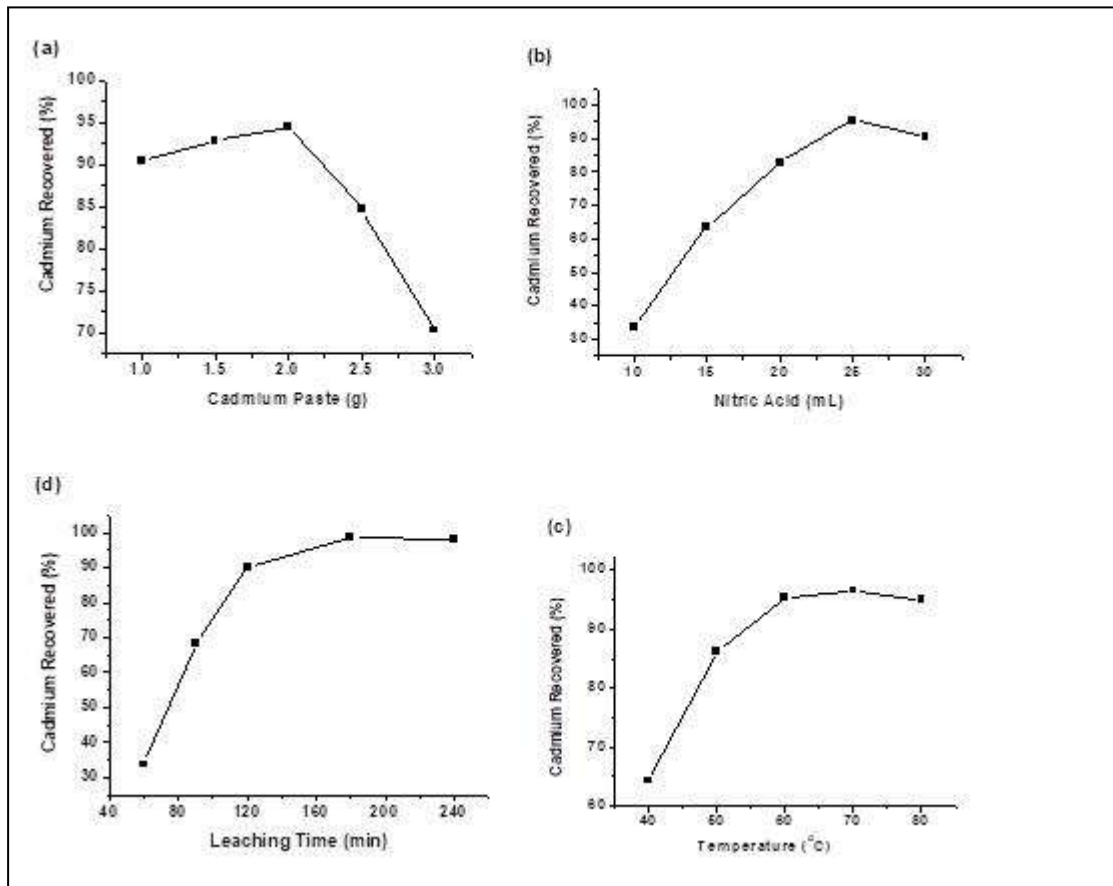 (a)
100
95
90
85
80
75
70
1.0 1.5 2.0 2.5 3.0
Cadmium Recovered (%)
Cadmium Paste (g)
(b)
100
90
80
70
60
50
40
30
10 15 20 25 30
Cadmium Recovered (%)
Nitric Acid (mL)
(d)
100
90
80
70
60
50
40
30
40 80 120 160 200 240
Cadmium Recovered (%)
Leaching Time (min)
(c)
100
90
80
70
60
40 50 60 70 80
Cadmium Recovered (%)
Temperature (°C)